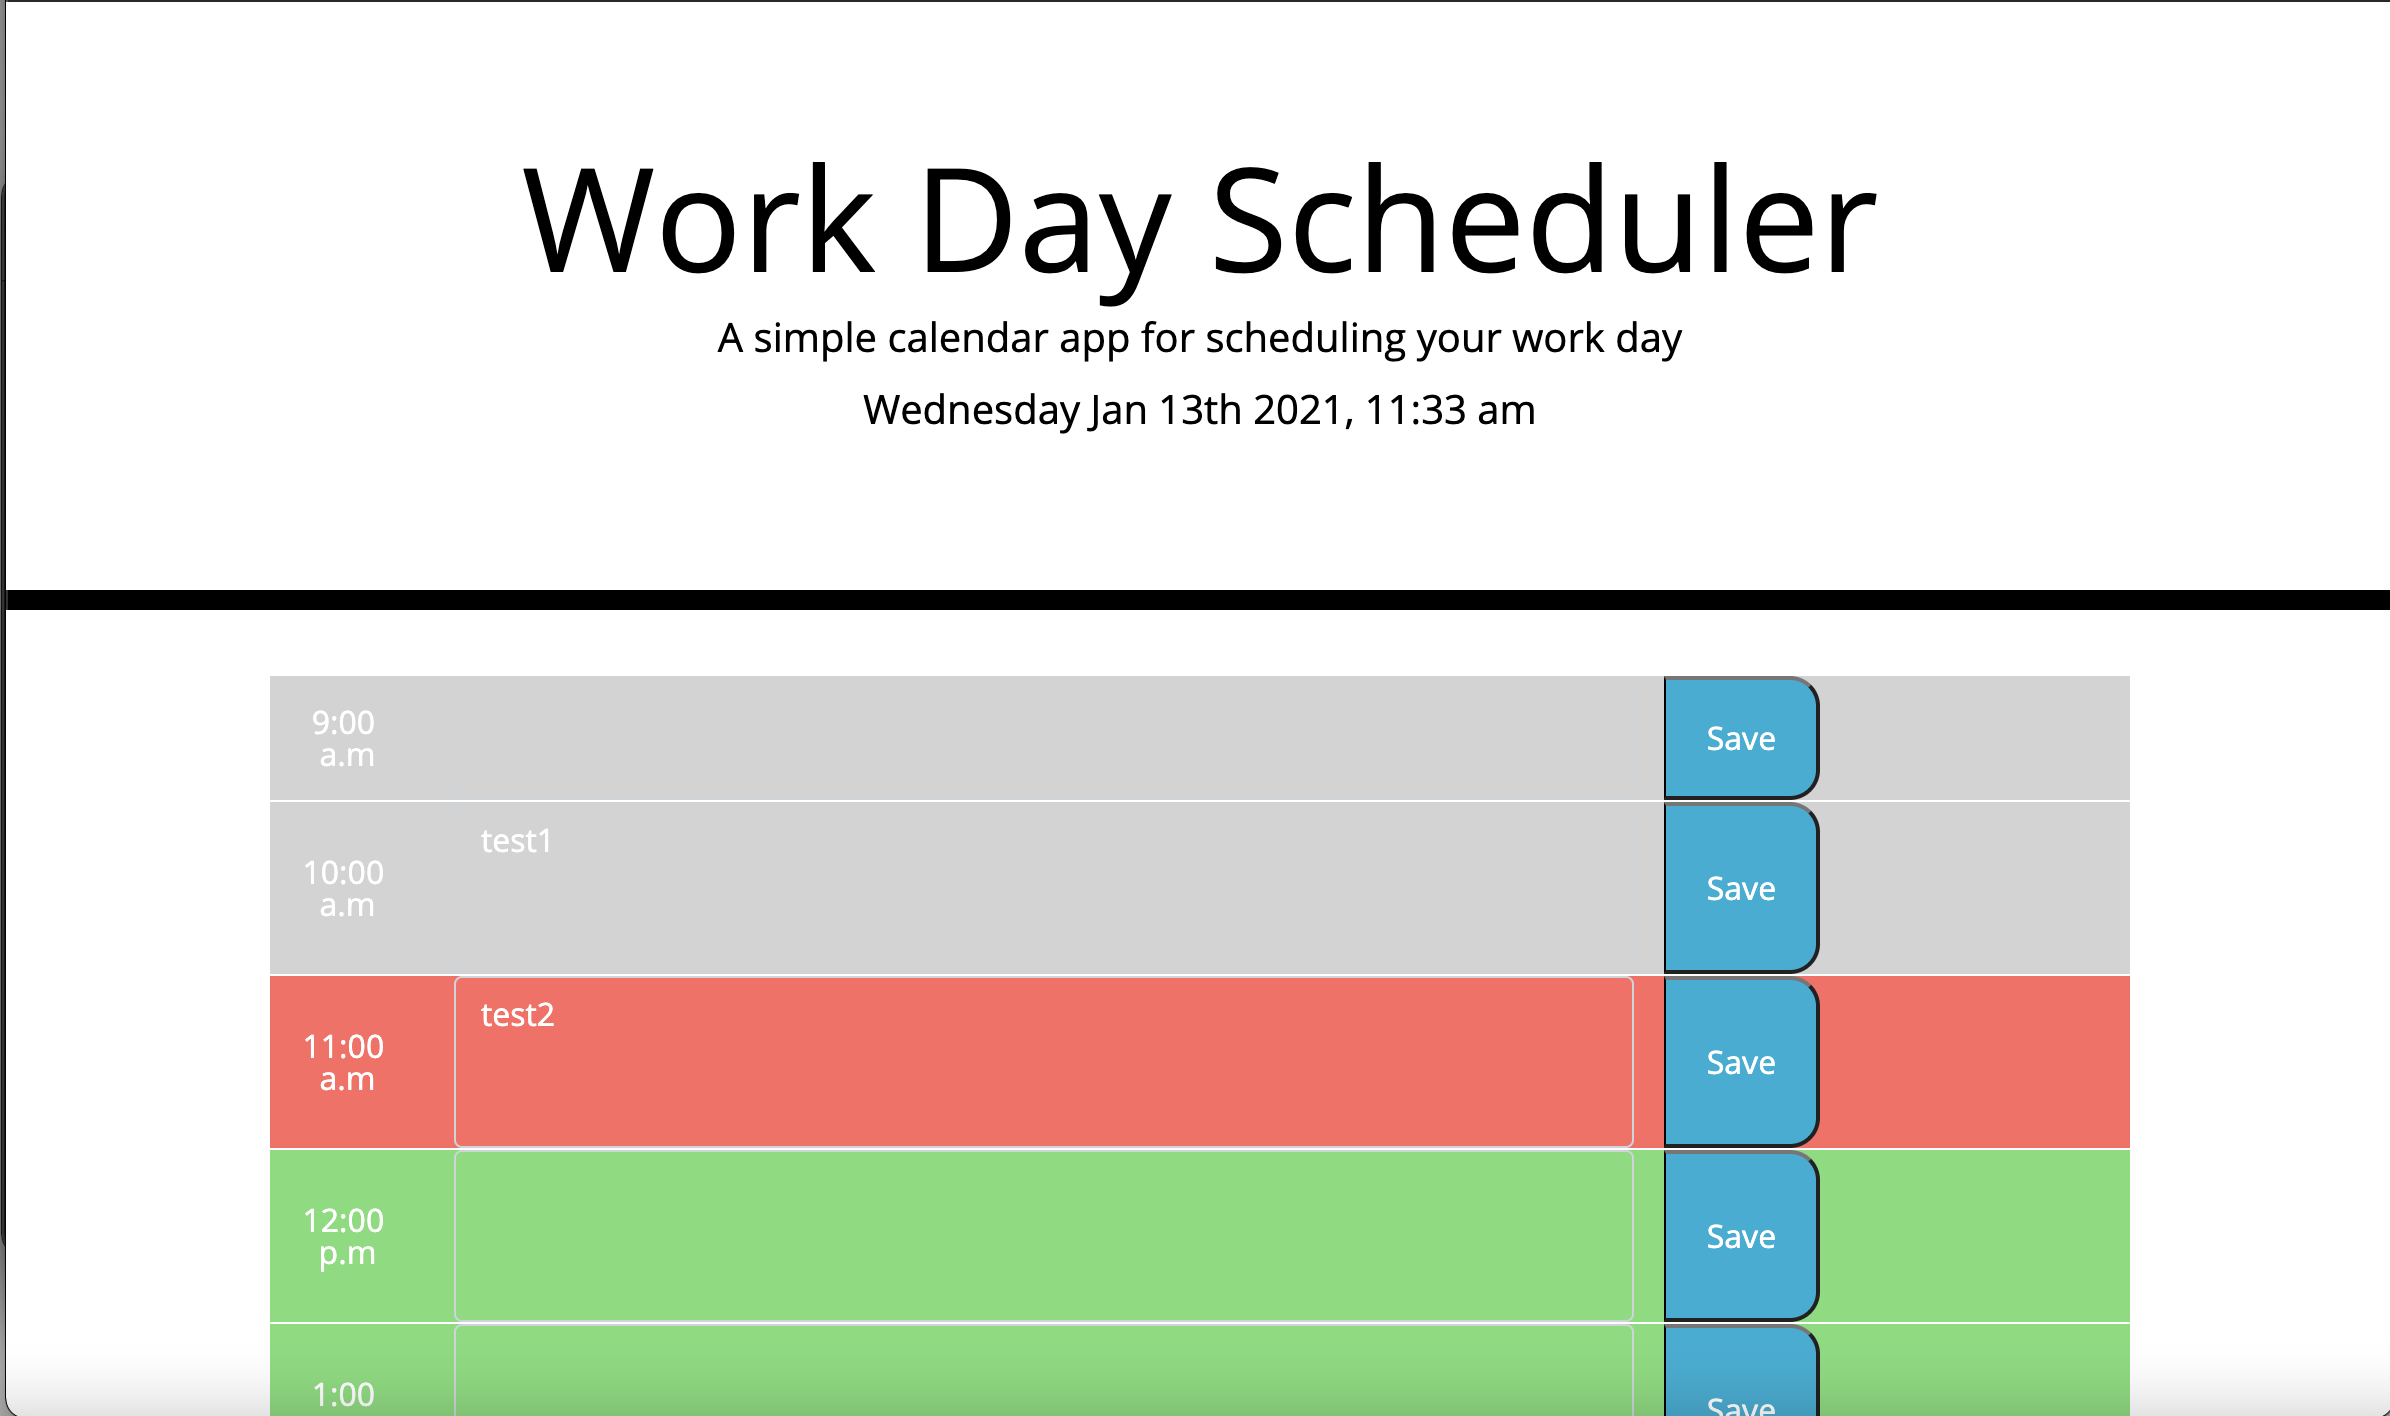 Work Day Scheduler
A simple calendar app for scheduling your work day
Wednesday Jan 13th 2021, 11:33 am
9:00
a.m
Save
10:00
a.m
test1
Save
11:00
a.m
test2
Save
12:00
p.m
Save
1:00
Save